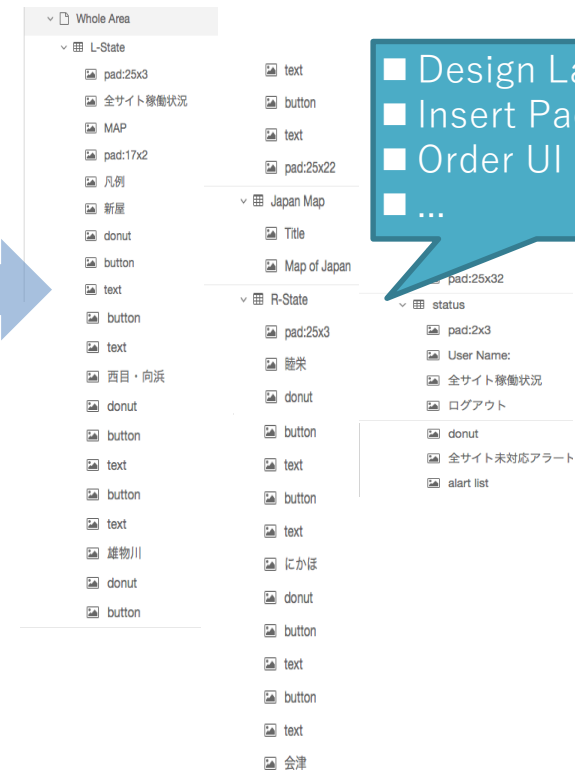 Whole Area
L-State
pad:25x3
全サイト稼働状況
MAP
pad:17x2
凡例
新屋
donut
button
text
button
text
西目・向浜
donut
button
text
button
text
雄物川
donut
button
text
button
text
pad:25x22
Japan Map
Title
Map of Japan
R-State
pad:25x3
睦栄
donut
button
text
button
text
にかほ
donut
button
text
button
text
会津
Design La
Insert Pa
Order UI
...
pad:25x32
status
pad:2x3
User Name:
全サイト稼働状況
ログアウト
donut
全サイト未対応アラート
alart list